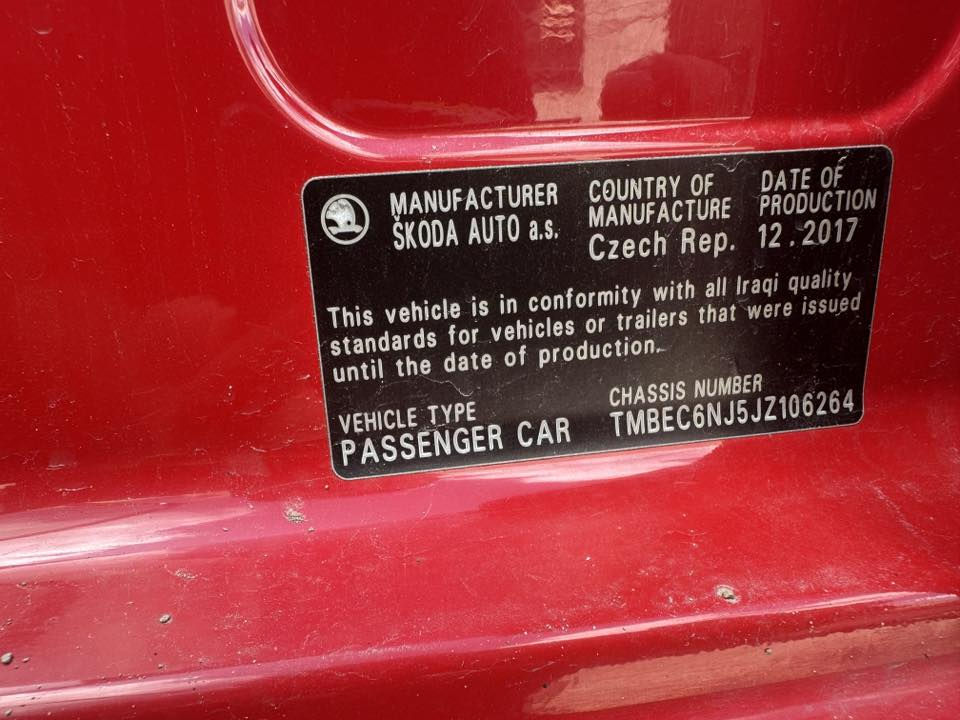 MANUFACTURER
ŠKODA AUTO a.s.
COUNTRY OF
MANUFACTURE
Czech Rep.
DATE OF
PRODUCTION
12.2017
This vehicle is in conformity with all Iraqi quality
standards for vehicles or trailers that were issued
until the date of production.
VEHICLE TYPE
PASSENGER CAR
CHASSIS NUMBER
TMBEC6NJ5JZ106264